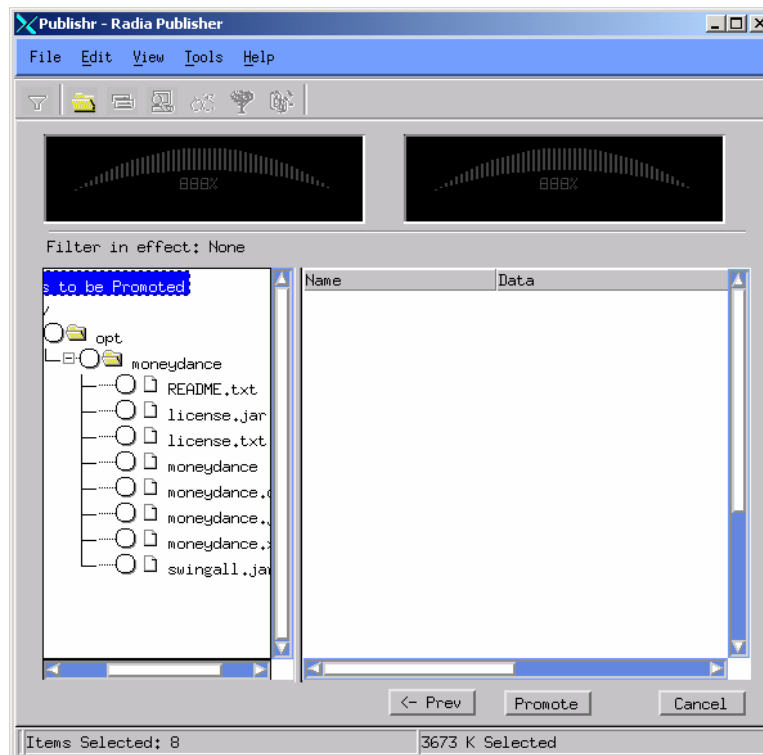 Publishr - Radia Publisher
File Edit View Tools Help
888% 888%
Filter in effect: None
s to be Promoted
Name Data
/
opt
moneydance
README.txt
license.jar
license.txt
moneydance
moneydance.
moneydance.
moneydance.
swingall.ja
<- Prev Promote Cancel
Items Selected: 8 3673 K Selected